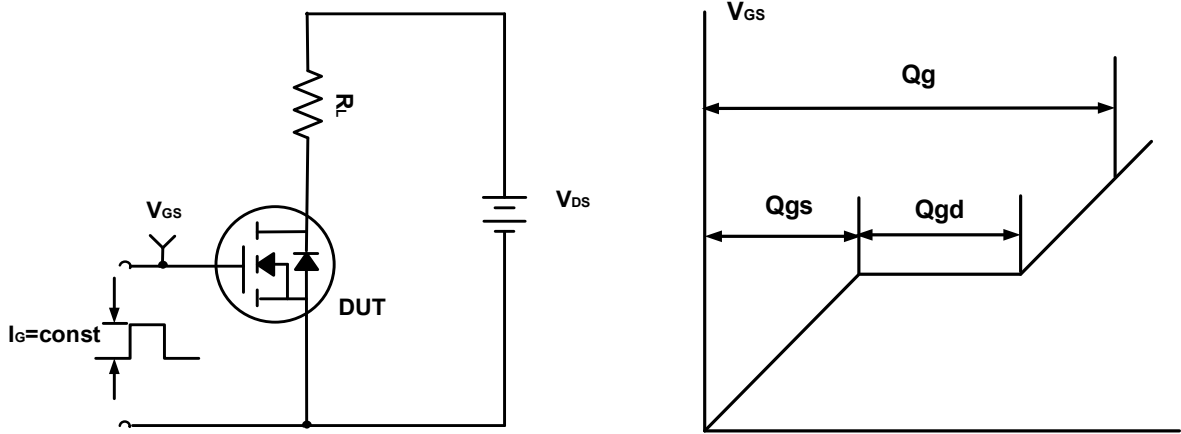 RL
VGS
VDS
DUT
IG=const
VGS
Qg
Qgs
Qgd